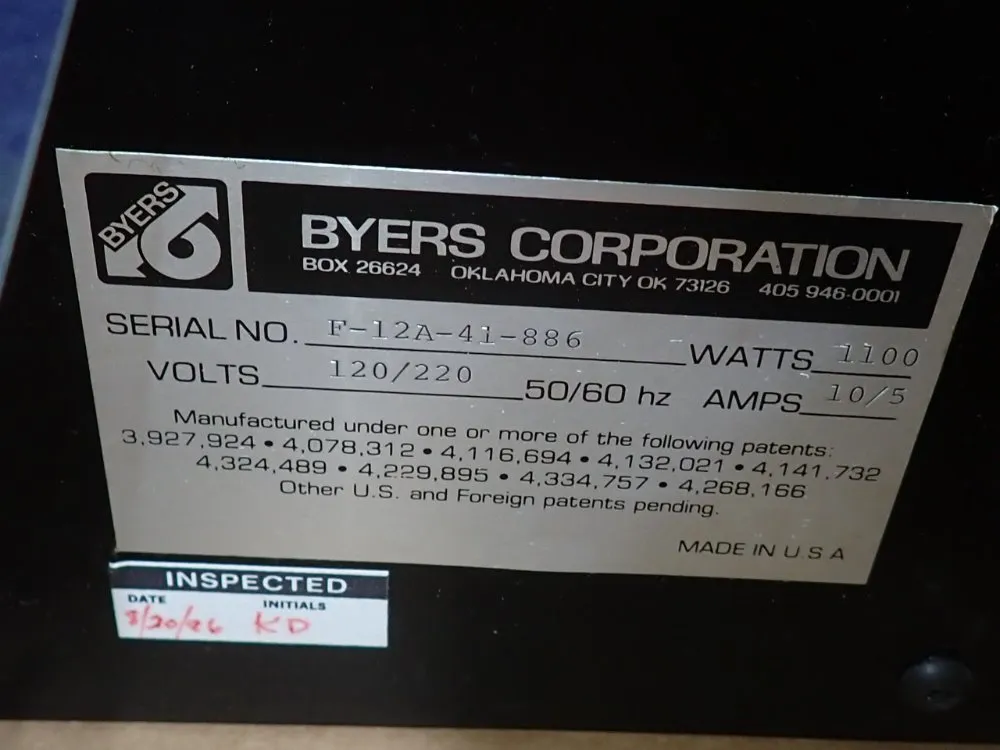 BYERS
BYERS CORPORATION
BOX 26624 OKLAHOMA CITY OK 73126 405 946-0001
SERIAL NO. F-12A-41-886 WATTS 1100
VOLTS 120/220 50/60 hz AMPS 10/5
Manufactured under one or more of the following patents:
3,927,924 • 4,078,312 • 4,116,694 • 4,132,021 • 4,141,732
4,324,489 • 4,229,895 • 4,334,757 • 4,268,166
Other U.S. and Foreign patents pending.
MADE IN U S A
INSPECTED
DATE INITIALS
8/20/86 KD